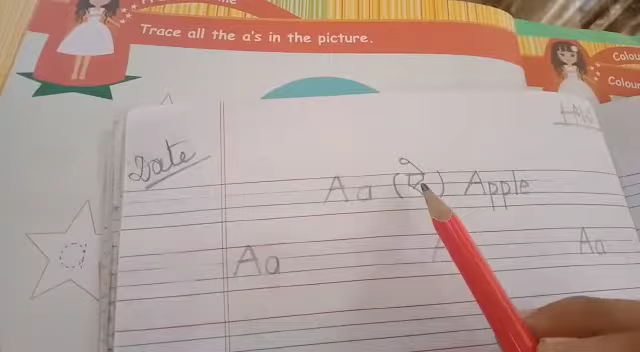 Trace all the a's in the picture.
Colou
Colour
H.W
Date
Aa (ऐ) Apple
Aa A Aa
a